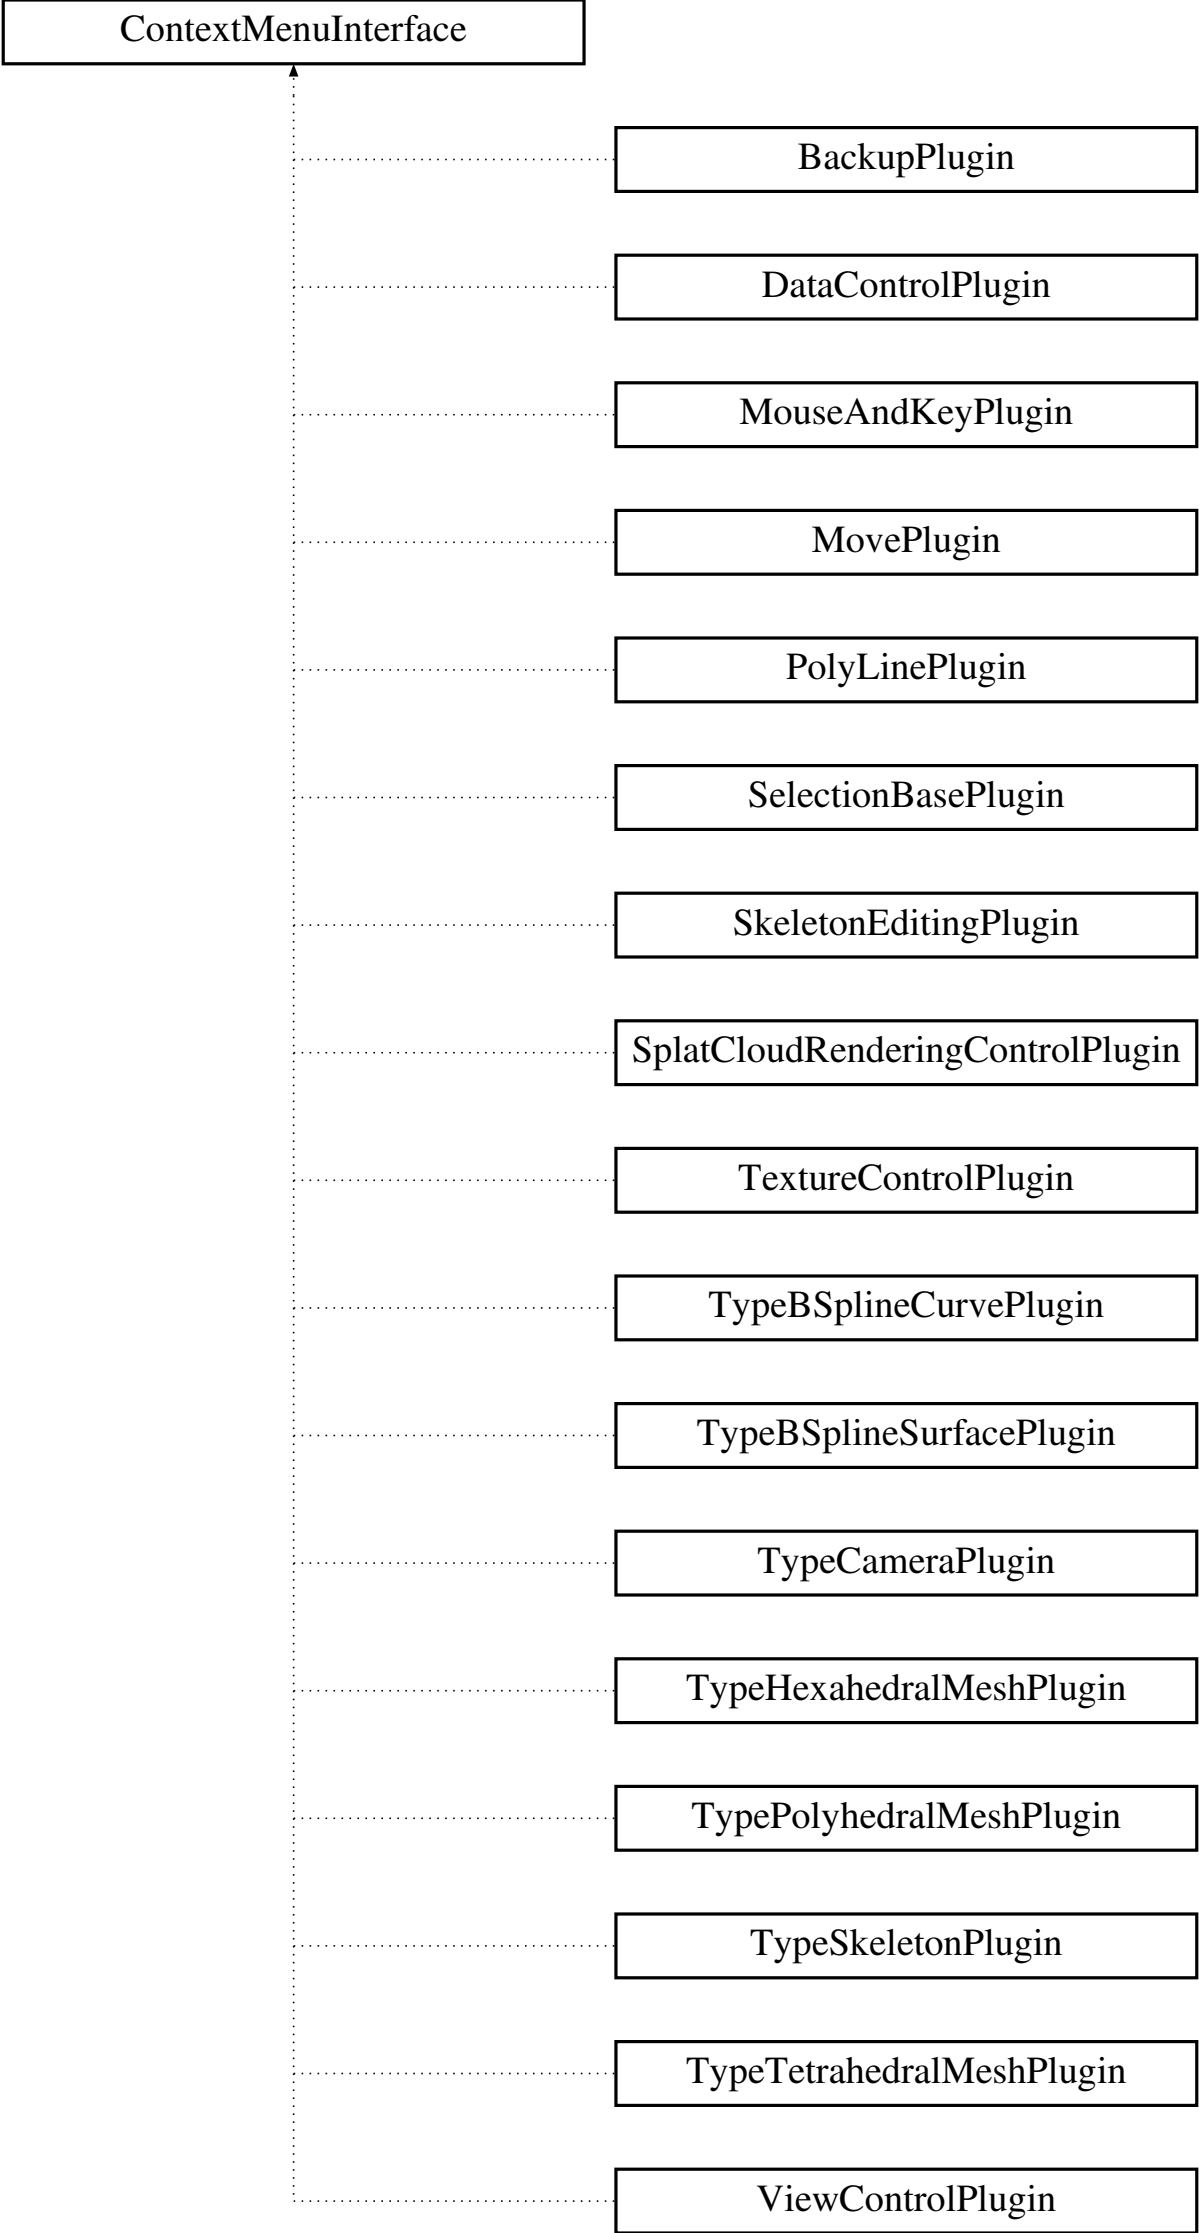 ContextMenuInterface
BackupPlugin
DataControlPlugin
MouseAndKeyPlugin
MovePlugin
PolyLinePlugin
SelectionBasePlugin
SkeletonEditingPlugin
SplatCloudRenderingControlPlugin
TextureControlPlugin
TypeBSplineCurvePlugin
TypeBSplineSurfacePlugin
TypeCameraPlugin
TypeHexahedralMeshPlugin
TypePolyhedralMeshPlugin
TypeSkeletonPlugin
TypeTetrahedralMeshPlugin
ViewControlPlugin